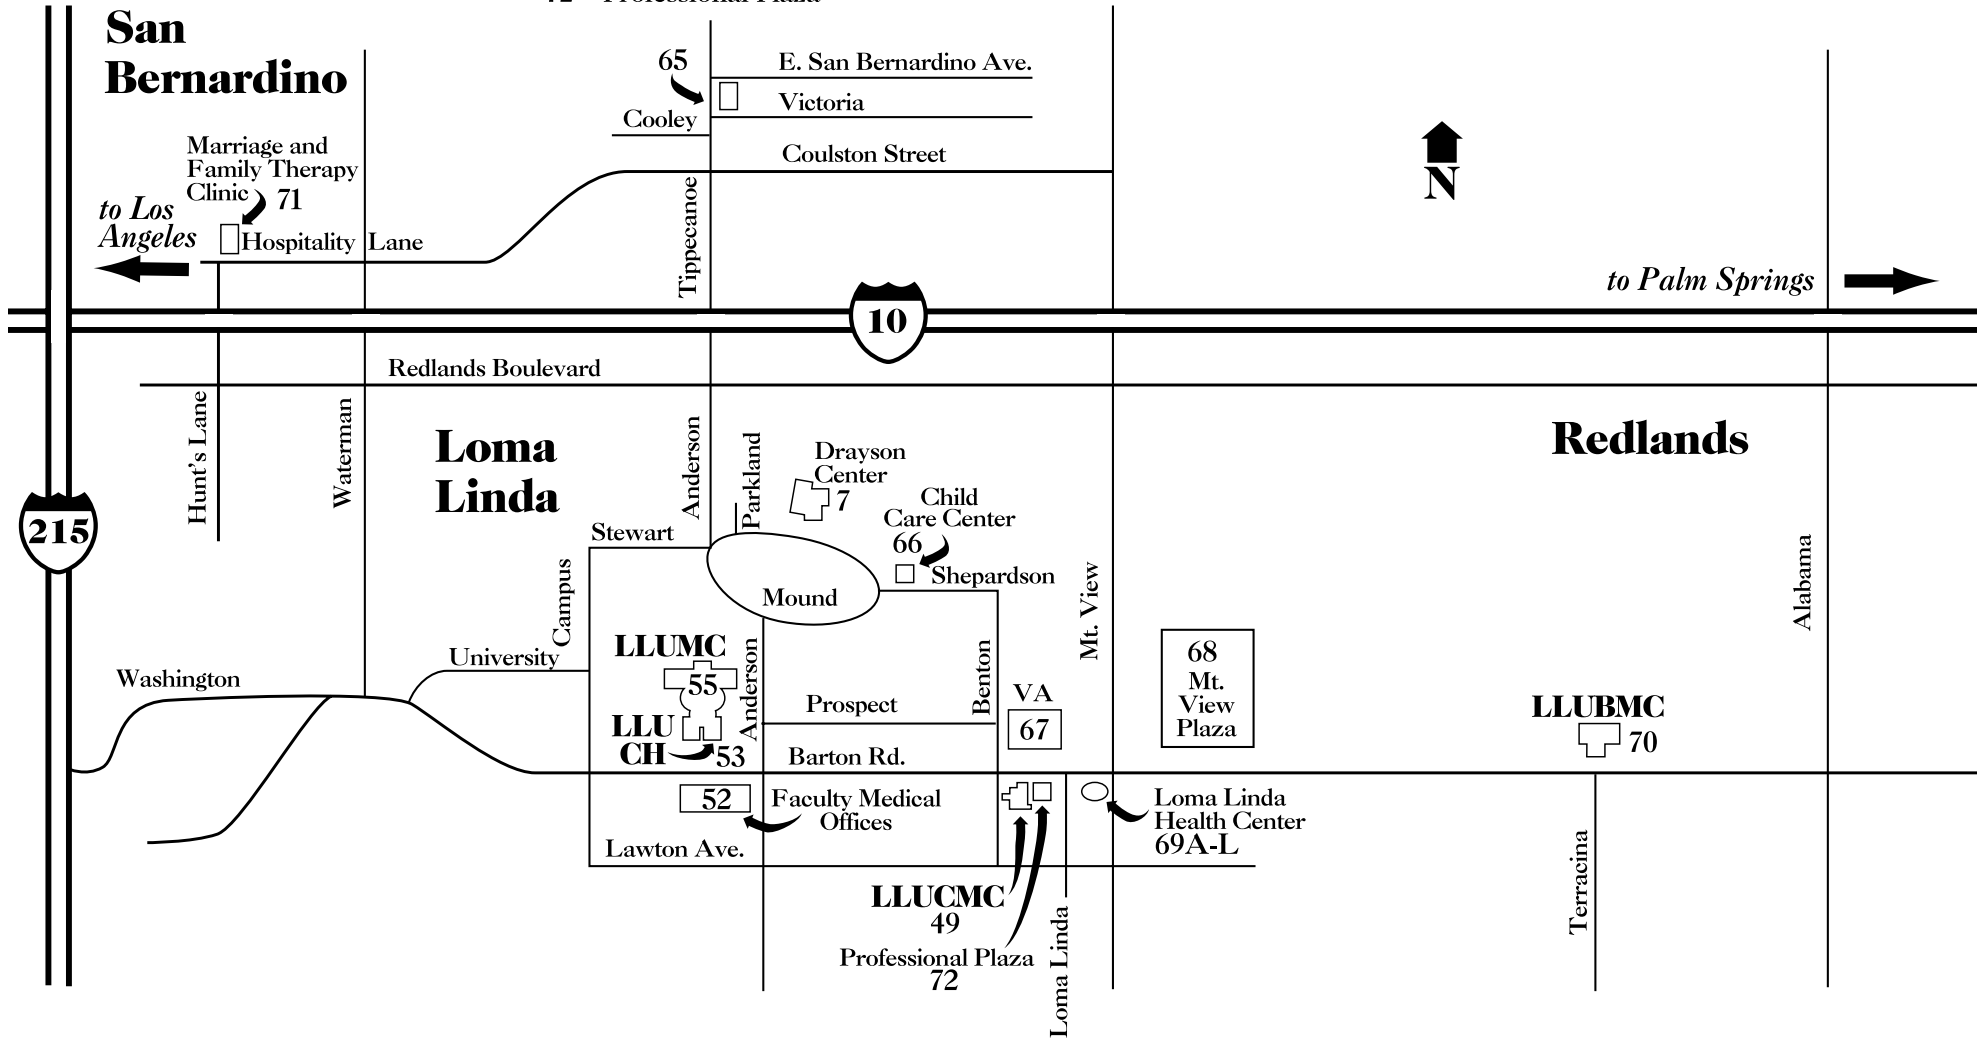 72 Professional Plaza
San
Bernardino
65
E. San Bernardino Ave.
Victoria
Cooley
Coulston Street
Marriage and
Family Therapy
Clinic
71
to Los
Angeles
Hospitality Lane
Tippecanoe
N
to Palm Springs
10
Redlands Boulevard
Hunt's Lane
Waterman
Loma
Linda
Anderson
Parkland
Drayson
Center
7
Child
Care Center
66
Redlands
215
Stewart
Campus
Mound
Shepardson
Mt. View
Alabama
University
Washington
LLUMC
55
LLU
CH
53
Anderson
Prospect
Benton
VA
67
68
Mt.
View
Plaza
LLUBMC
70
Barton Rd.
52
Faculty Medical
Offices
Loma Linda
Health Center
69A-L
Lawton Ave.
LLUCMC
49
Professional Plaza
72
Loma Linda
Terracina